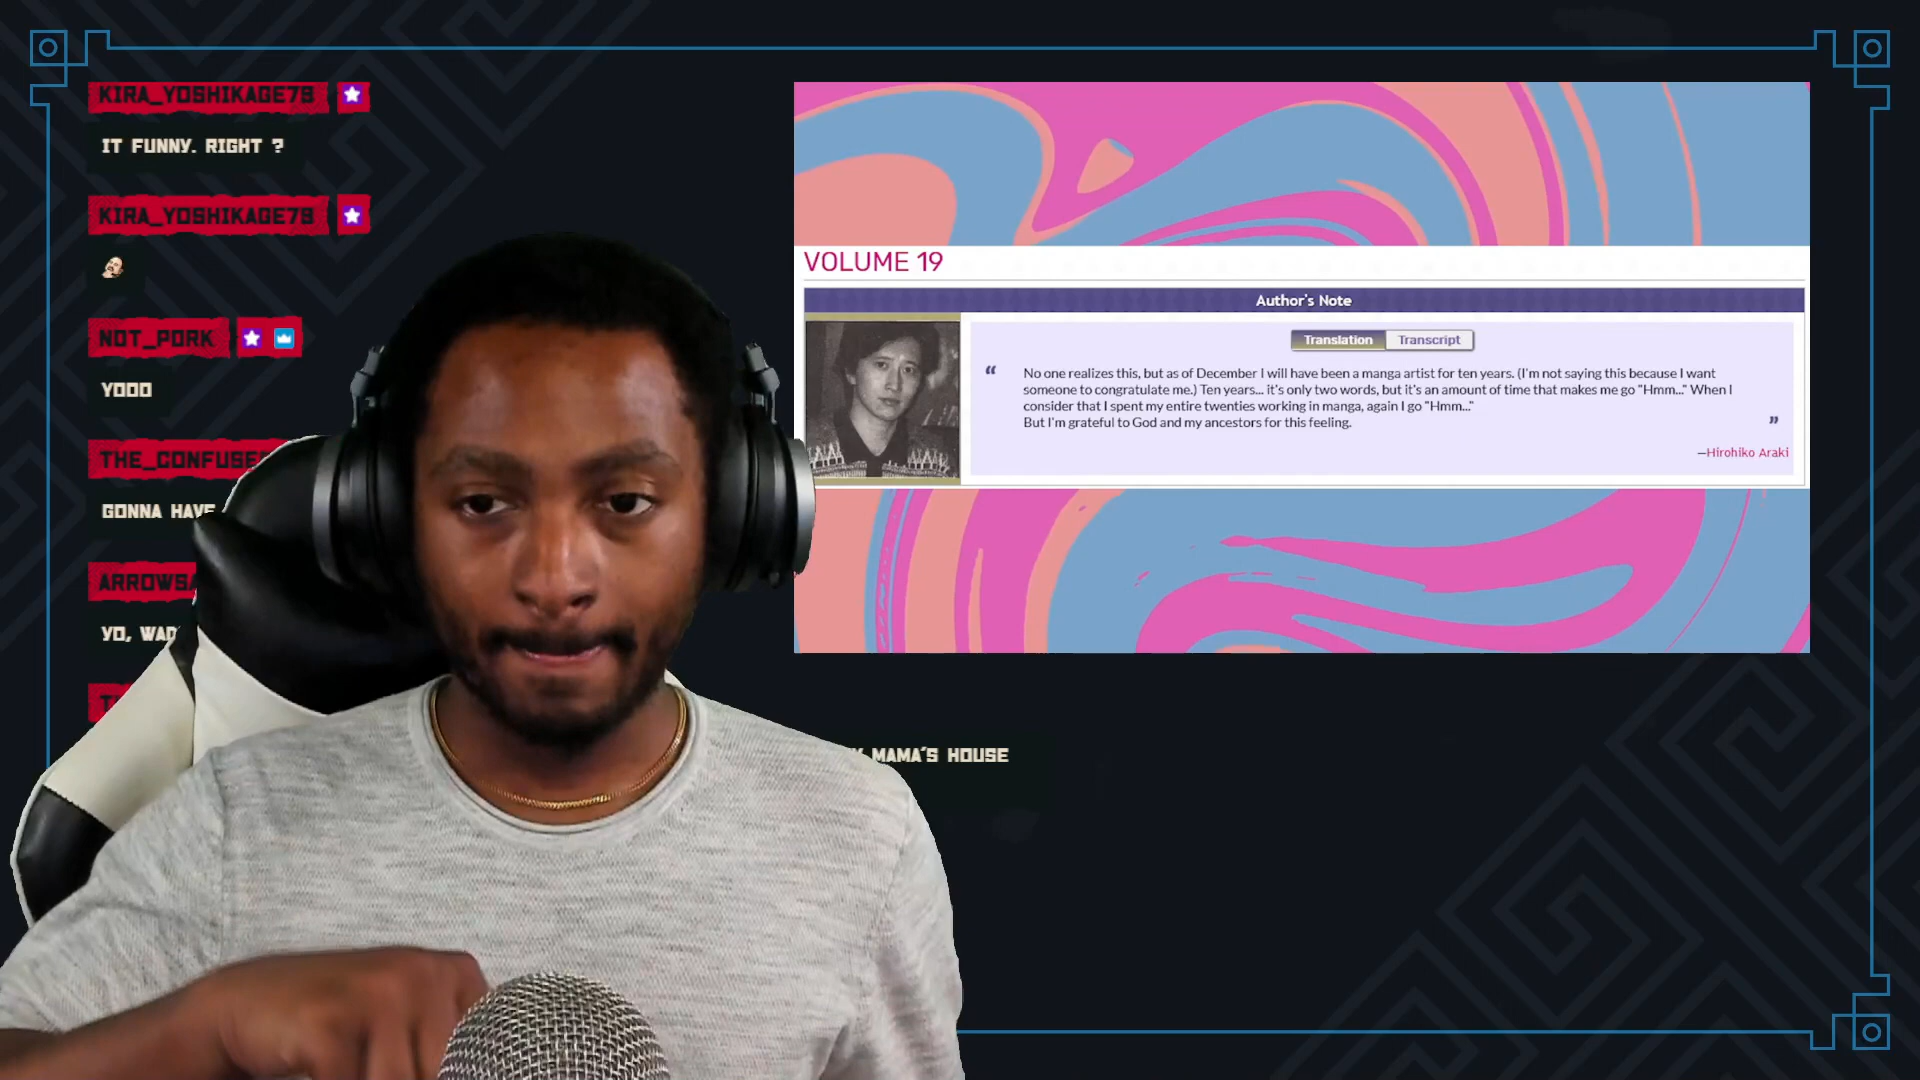 KIRA_YOSHIKAGE79
IT FUNNY. RIGHT ?
KIRA_YOSHIKAGE79
NOT_PORK
YOOO
GONNA HAVE
YO,
MAMA'S HOUSE
VOLUME 19
Author's Note
Translation Transcript
“ No one realizes this, but as of December I will have been a manga artist for ten years. (I'm not saying this because I want
someone to congratulate me.) Ten years... it's only two words, but it's an amount of time that makes me go "Hmm..." When I
consider that I spent my entire twenties working in manga, again I go "Hmm..."
But I'm grateful to God and my ancestors for this feeling. ”
—Hirohiko Araki